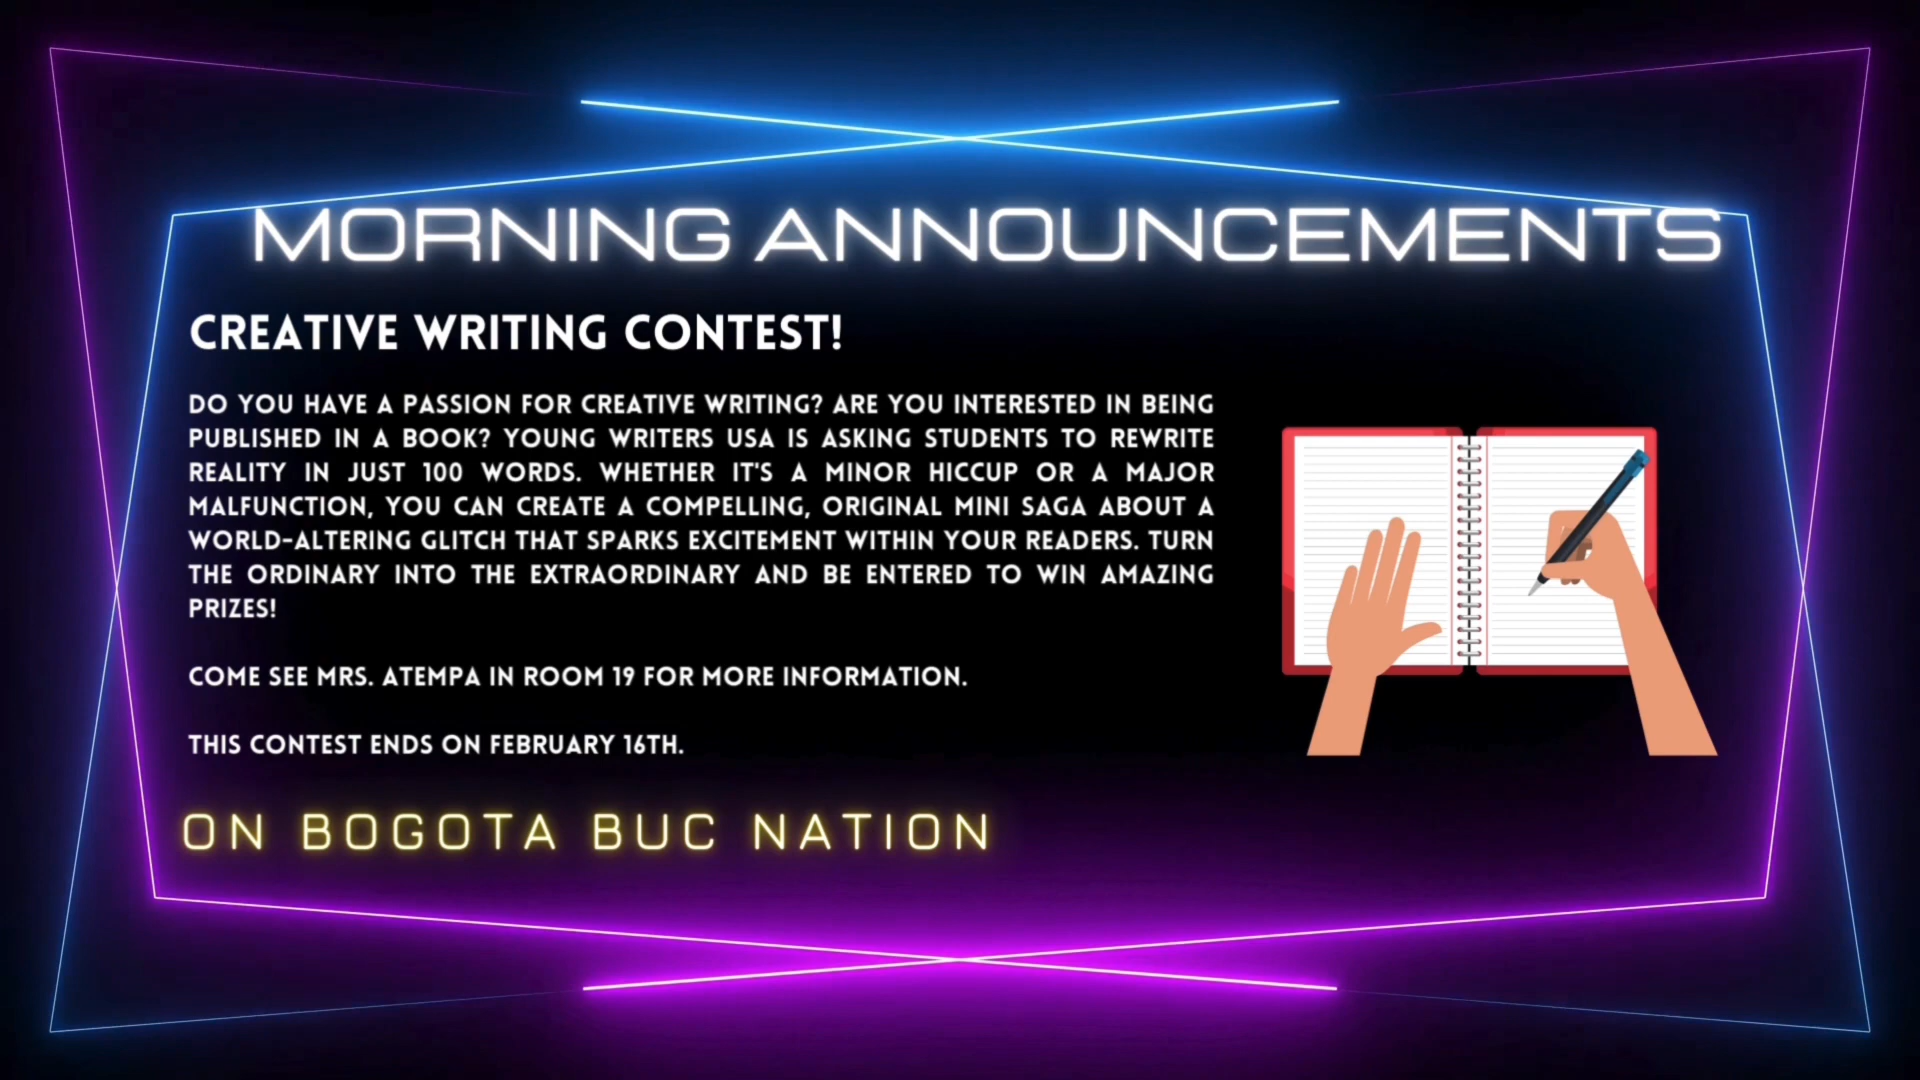 MORNING ANNOUNCEMENTS
CREATIVE WRITING CONTEST!
DO YOU HAVE A PASSION FOR CREATIVE WRITING? ARE YOU INTERESTED IN BEING
PUBLISHED IN A BOOK? YOUNG WRITERS USA IS ASKING STUDENTS TO REWRITE
REALITY IN JUST 100 WORDS. WHETHER IT'S A MINOR HICCUP OR A MAJOR
MALFUNCTION, YOU CAN CREATE A COMPELLING, ORIGINAL MINI SAGA ABOUT A
WORLD-ALTERING GLITCH THAT SPARKS EXCITEMENT WITHIN YOUR READERS. TURN
THE ORDINARY INTO THE EXTRAORDINARY AND BE ENTERED TO WIN AMAZING
PRIZES!
COME SEE MRS. ATEMPA IN ROOM 19 FOR MORE INFORMATION.
THIS CONTEST ENDS ON FEBRUARY 16TH.
ON BOGOTA BUC NATION